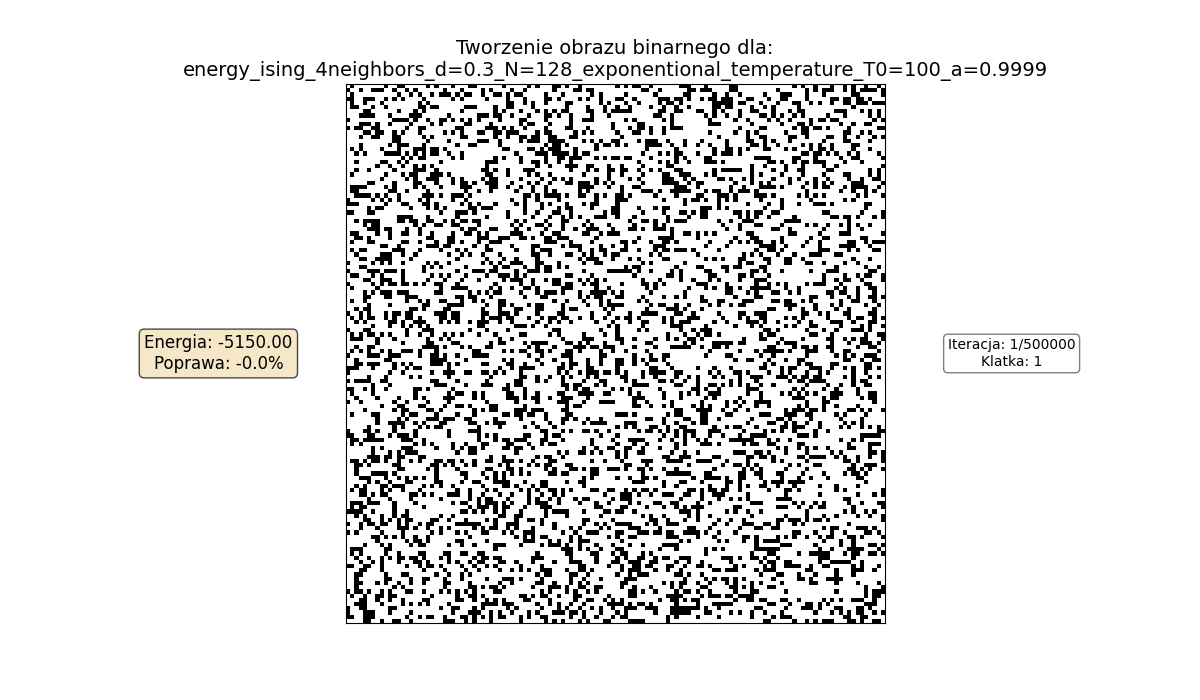 Tworzenie obrazu binarnego dla:
energy_ising_4neighbors_d=0.3_N=128_exponentional_temperature_T0=100_a=0.9999
Energia: -5150.00
Poprawa: -0.0%
Iteracja: 1/500000
Klatka: 1